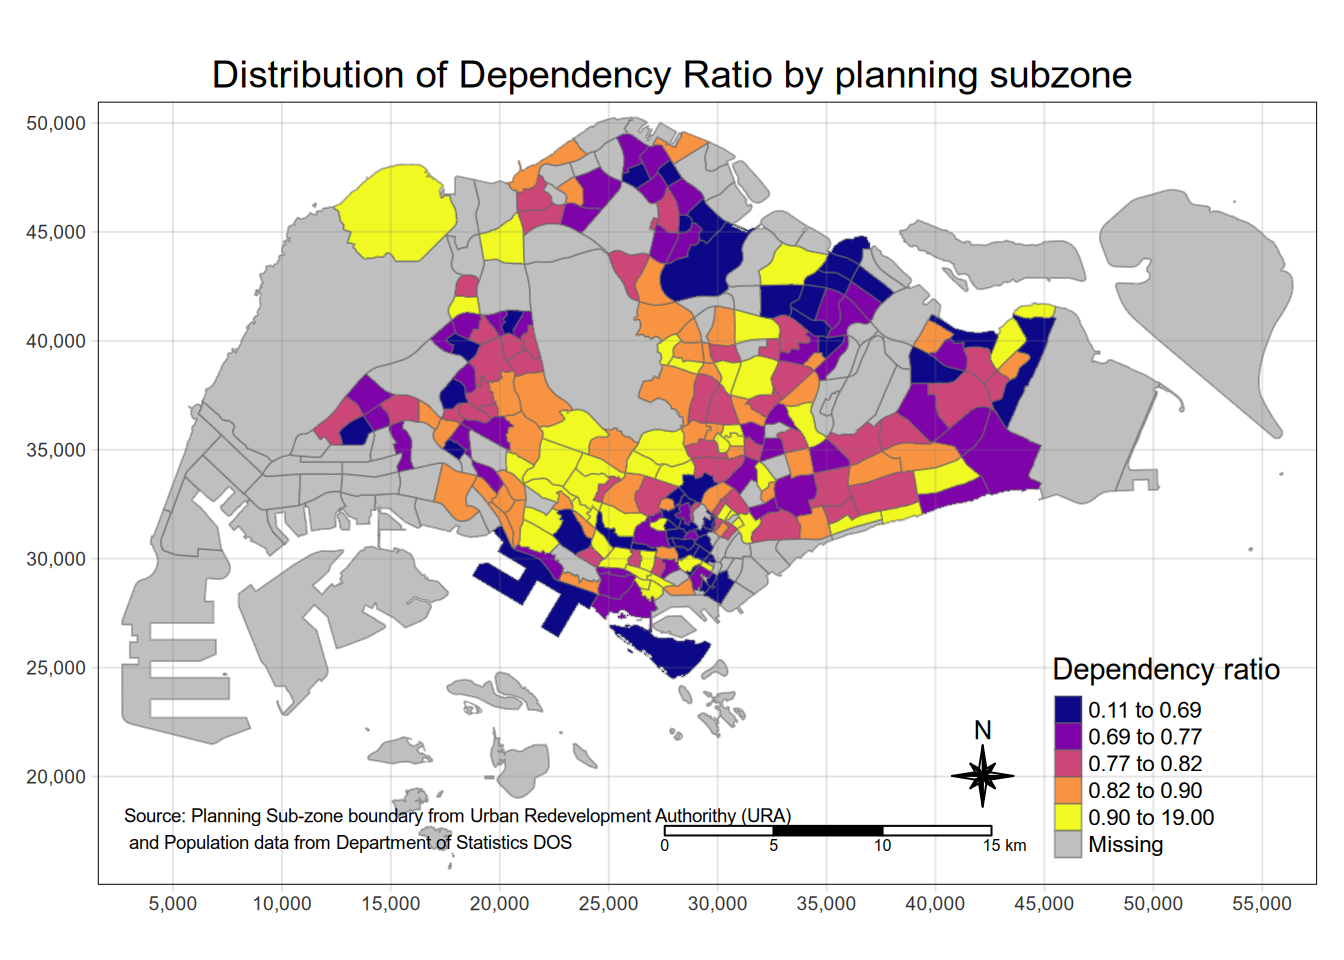 Distribution of Dependency Ratio by planning subzone
50,000
45,000
40,000
35,000
30,000
25,000
20,000
Dependency ratio
0.11 to 0.69
0.69 to 0.77
0.77 to 0.82
0.82 to 0.90
0.90 to 19.00
Missing
N
Source: Planning Sub-zone boundary from Urban Redevelopment Authorithy (URA)
and Population data from Department of Statistics DOS
0 5 10 15 km
5,000 10,000 15,000 20,000 25,000 30,000 35,000 40,000 45,000 50,000 55,000